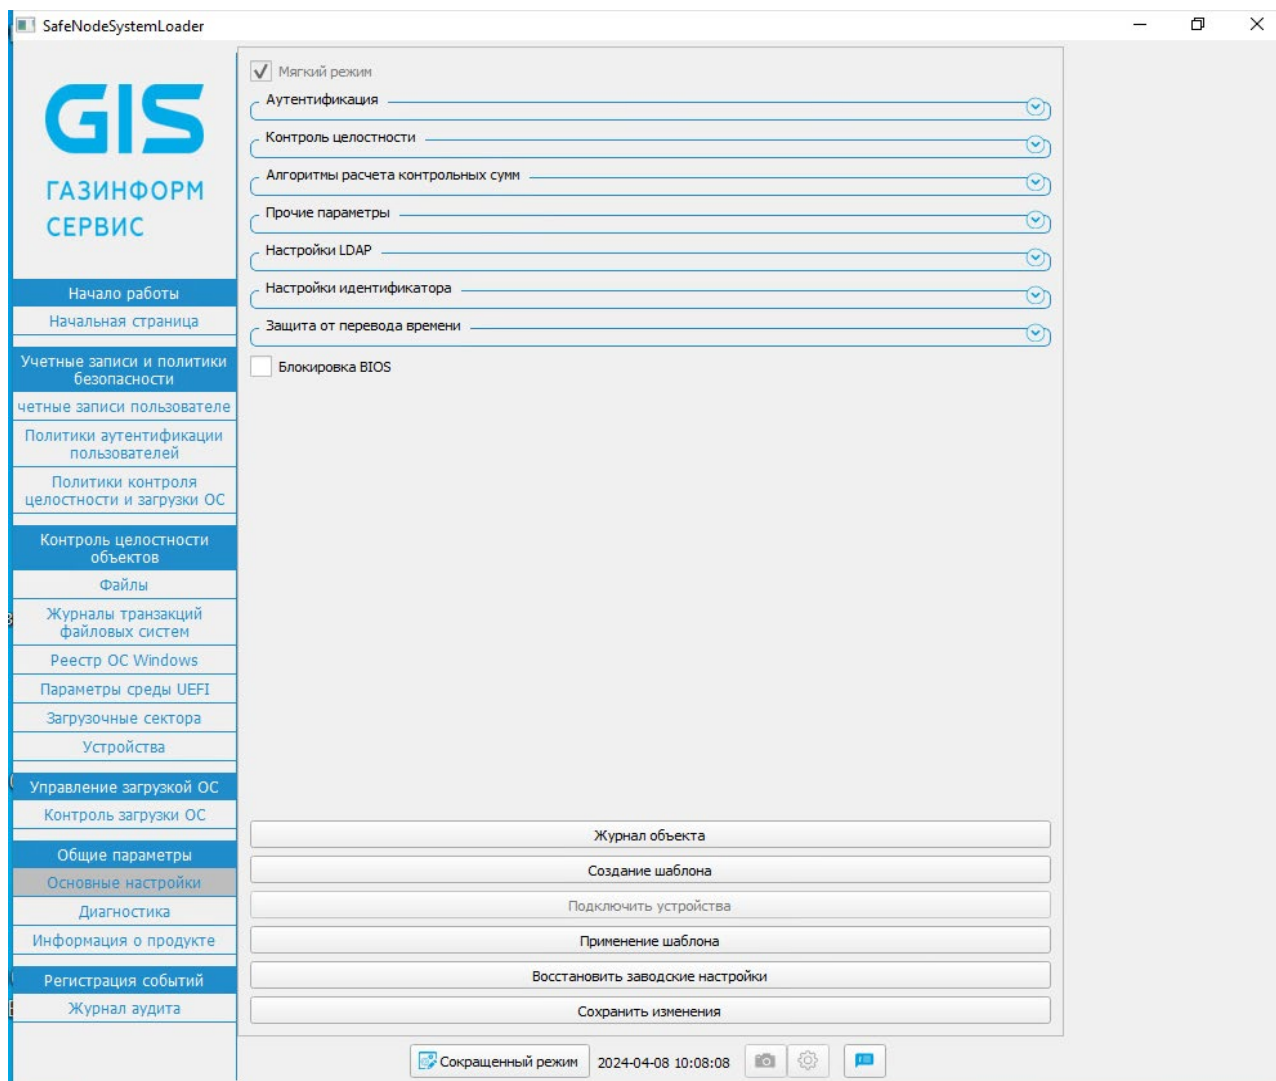 SafeNodeSystemLoader
GIS
ГАЗИНФОРМ
СЕРВИС
Начало работы
Начальная страница
Учетные записи и политики
безопасности
четные записи пользователе
Политики аутентификации
пользователей
Политики контроля
целостности и загрузки ОС
Контроль целостности
объектов
Файлы
Журналы транзакций
файловых систем
Реестр ОС Windows
Параметры среды UEFI
Загрузочные сектора
Устройства
Управление загрузкой ОС
Контроль загрузки ОС
Общие параметры
Основные настройки
Диагностика
Информация о продукте
Регистрация событий
Журнал аудита
Мягкий режим
Аутентификация
Контроль целостности
Алгоритмы расчета контрольных сумм
Прочие параметры
Настройки LDAP
Настройки идентификатора
Защита от перевода времени
Блокировка BIOS
Журнал объекта
Создание шаблона
Подключить устройства
Применение шаблона
Восстановить заводские настройки
Сохранить изменения
Сокращенный режим
2024-04-08 10:08:08